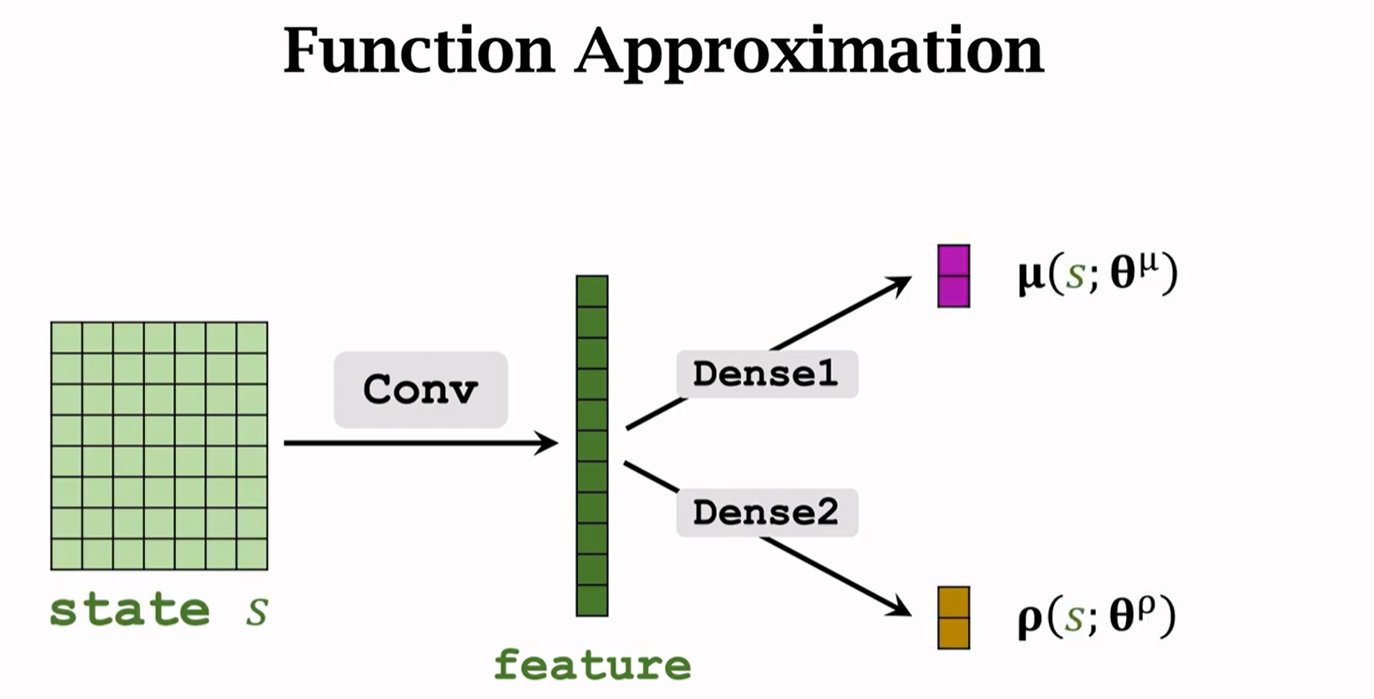 Function Approximation
Conv
Dense1
Dense2
μ(s; θ^μ)
ρ(s; θ^ρ)
state s
feature